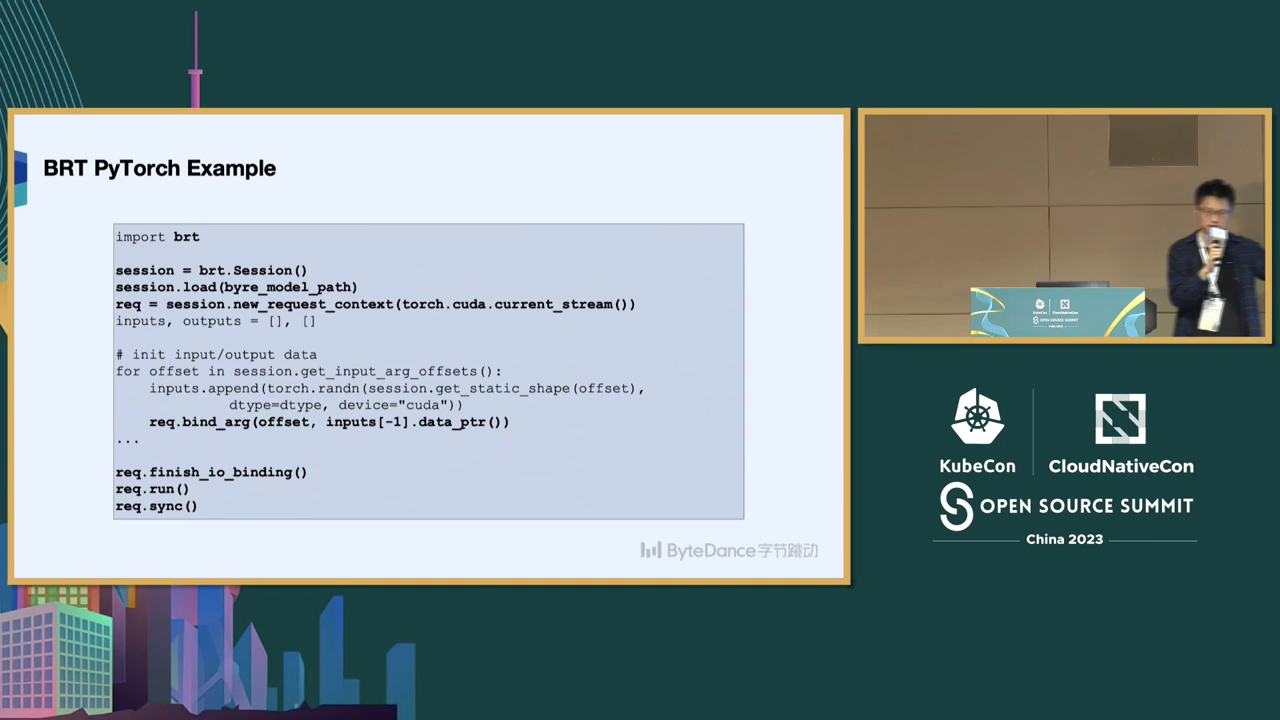 BRT PyTorch Example
import brt
session = brt.Session()
session.load(byre_model_path)
req = session.new_request_context(torch.cuda.current_stream())
inputs, outputs = [], []
# init input/output data
for offset in session.get_input_arg_offsets():
    inputs.append(torch.randn(session.get_static_shape(offset),
              dtype=dtype, device="cuda"))
    req.bind_arg(offset, inputs[-1].data_ptr())
...
req.finish_io_binding()
req.run()
req.sync()
ByteDance字节跳动
KubeCon
CloudNativeCon
OPEN SOURCE SUMMIT
China 2023
OPEN SOURCE SUMMIT